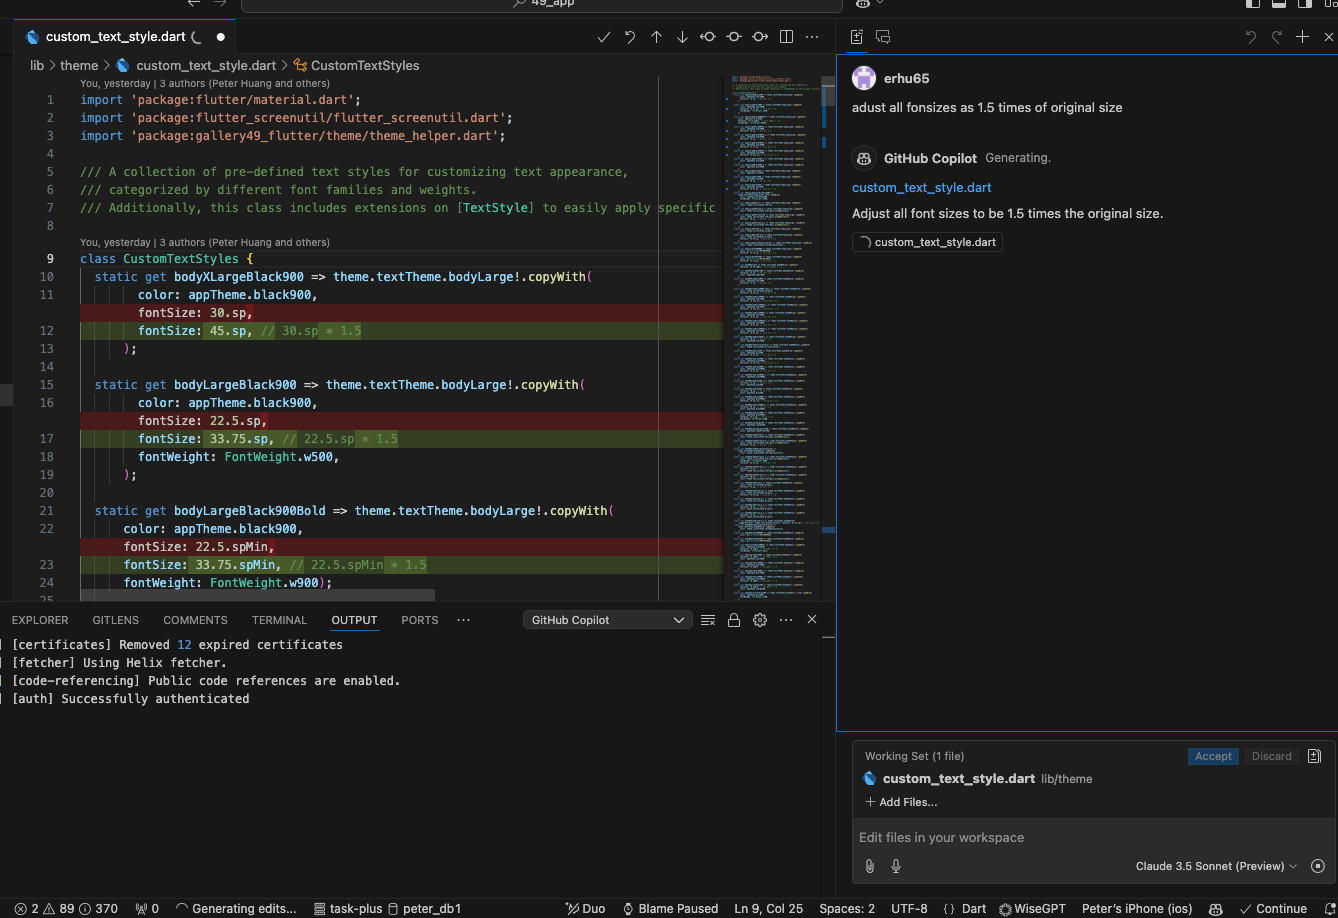 49_app
custom_text_style.dart
lib > theme > custom_text_style.dart > CustomTextStyles
You, yesterday | 3 authors (Peter Huang and others)
1 import 'package:flutter/material.dart';
2 import 'package:flutter_screenutil/flutter_screenutil.dart';
3 import 'package:gallery49_flutter/theme/theme_helper.dart';
4
5 /// A collection of pre-defined text styles for customizing text appearance,
6 /// categorized by different font families and weights.
7 /// Additionally, this class includes extensions on [TextStyle] to easily apply specific
8
You, yesterday | 3 authors (Peter Huang and others)
9 class CustomTextStyles {
10 static get bodyXLargeBlack900 => theme.textTheme.bodyLarge!.copyWith(
11 color: appTheme.black900,
fontSize: 30.sp,
12 fontSize: 45.sp, // 30.sp * 1.5
13 );
14
15 static get bodyLargeBlack900 => theme.textTheme.bodyLarge!.copyWith(
16 color: appTheme.black900,
fontSize: 22.5.sp,
17 fontSize: 33.75.sp, // 22.5.sp * 1.5
18 fontWeight: FontWeight.w500,
19 );
20
21 static get bodyLargeBlack900Bold => theme.textTheme.bodyLarge!.copyWith(
22 color: appTheme.black900,
fontSize: 22.5.spMin,
23 fontSize: 33.75.spMin, // 22.5.spMin * 1.5
24 fontWeight: FontWeight.w900);
25
EXPLORER GITLENS COMMENTS TERMINAL OUTPUT PORTS ··· GitHub Copilot
[certificates] Removed 12 expired certificates
[fetcher] Using Helix fetcher.
[code-referencing] Public code references are enabled.
[auth] Successfully authenticated
erhu65
adust all fonsizes as 1.5 times of original size
GitHub Copilot Generating.
custom_text_style.dart
Adjust all font sizes to be 1.5 times the original size.
custom_text_style.dart
Working Set (1 file) Accept Discard
custom_text_style.dart lib/theme
+ Add Files...
Edit files in your workspace
Claude 3.5 Sonnet (Preview)
2 89 370 0 Generating edits... task-plus peter_db1 Duo Blame Paused Ln 9, Col 25 Spaces: 2 UTF-8 {} Dart WiseGPT Peter's iPhone (ios) Continue